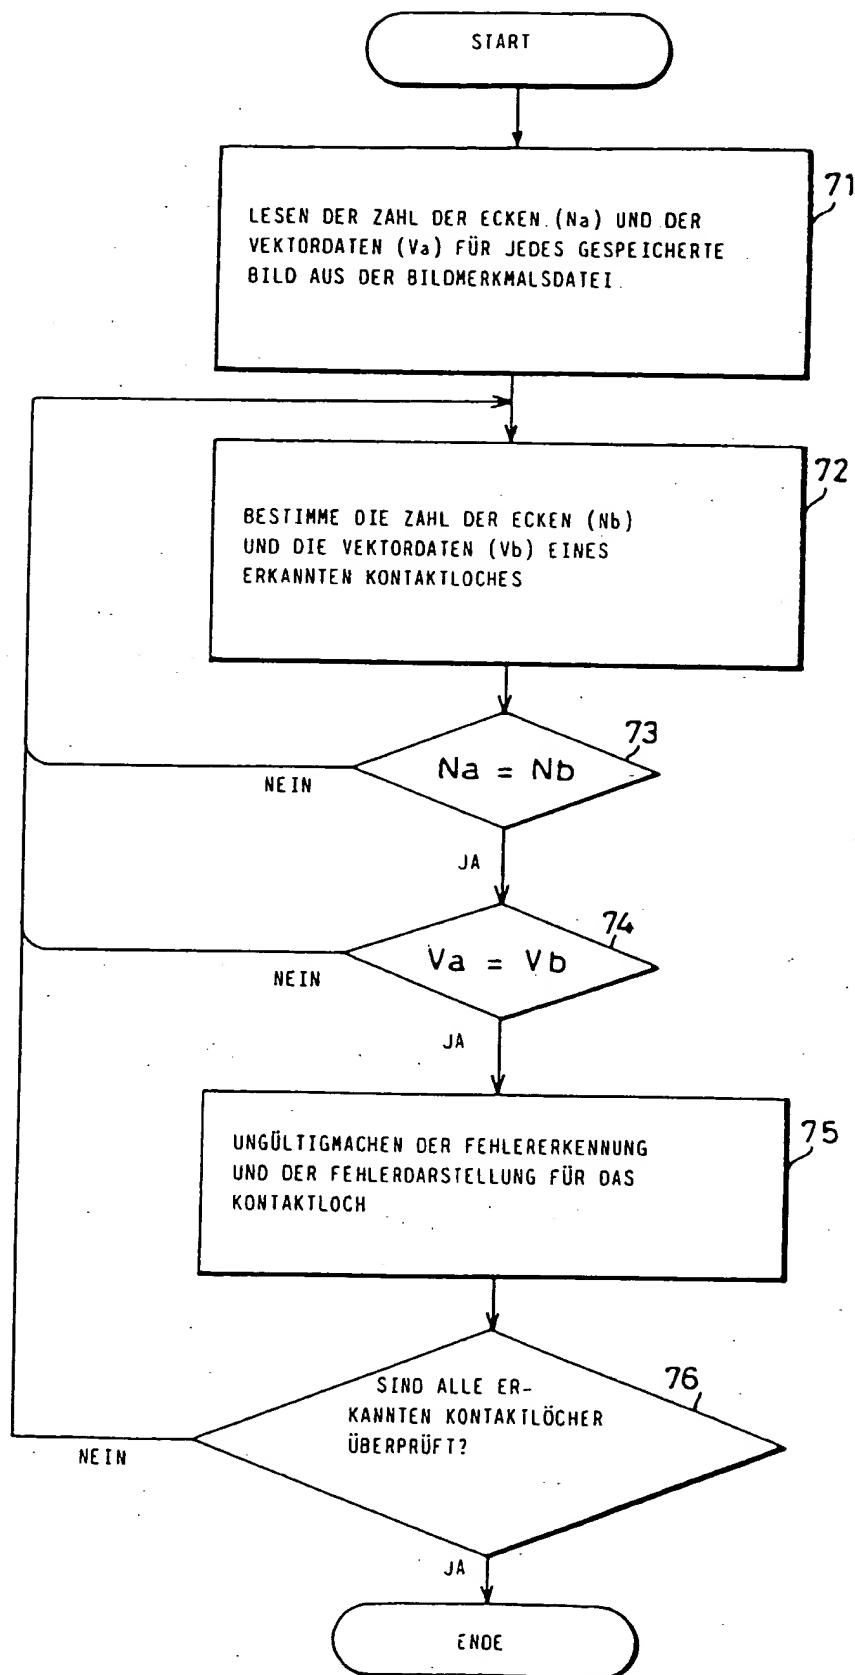 START
71
LESEN DER ZAHL DER ECKEN (Na) UND DER
VEKTORDATEN (Va) FÜR JEDES GESPEICHERTE
BILD AUS DER BILDMERKMALSDATEI
72
BESTIMME DIE ZAHL DER ECKEN (Nb)
UND DIE VEKTORDATEN (Vb) EINES
ERKANNTEN KONTAKTLOCHES
73
Na = Nb
NEIN
JA
74
Va = Vb
NEIN
JA
75
UNGÜLTIGMACHEN DER FEHLERERKENNUNG
UND DER FEHLERDARSTELLUNG FÜR DAS
KONTAKTLOCH
76
SIND ALLE ER-
KANNTEN KONTAKTLÖCHER
ÜBERPRÜFT?
NEIN
JA
ENDE